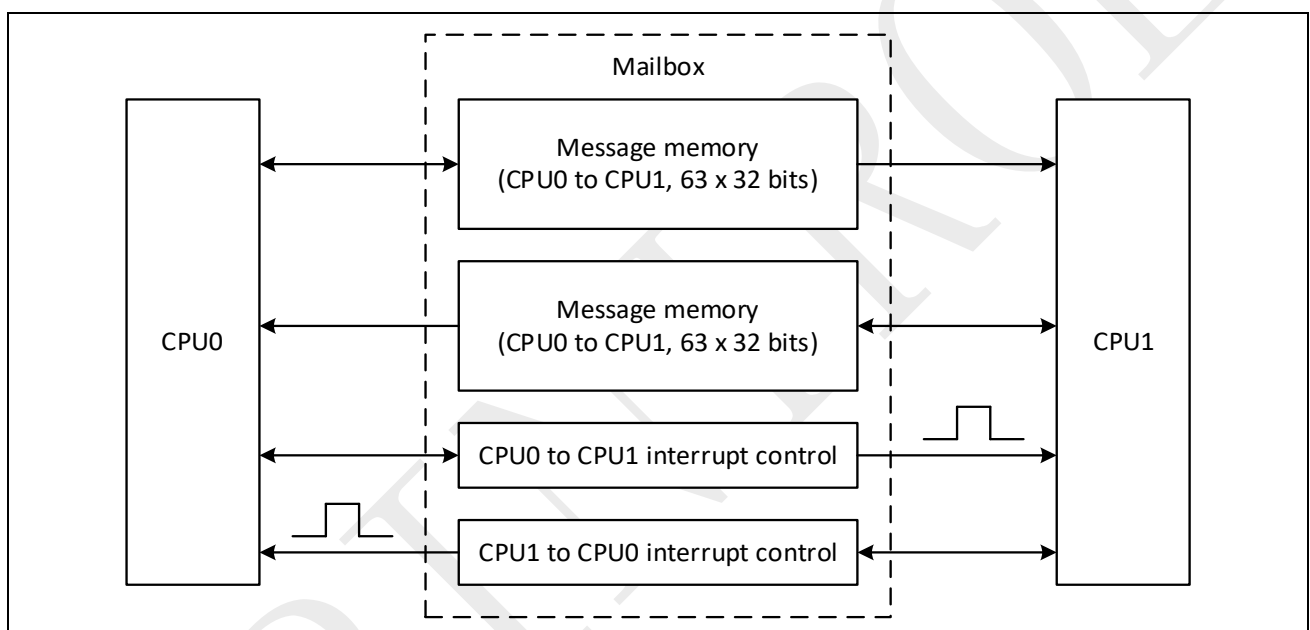 Mailbox
Message memory
(CPU0 to CPU1, 63 x 32 bits)
Message memory
(CPU0 to CPU1, 63 x 32 bits)
CPU0
CPU1
CPU0 to CPU1 interrupt control
CPU1 to CPU0 interrupt control